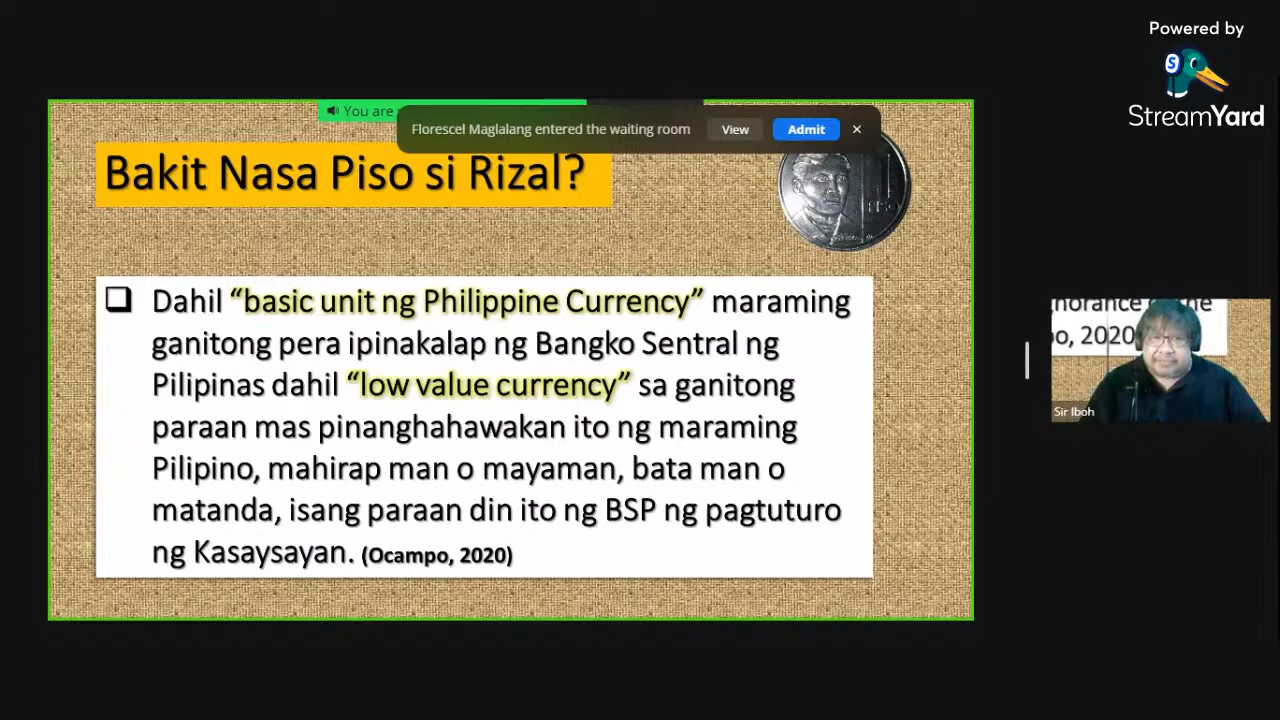 Powered by
StreamYard
You are
Florescel Maglalang entered the waiting room
View
Admit
Bakit Nasa Piso si Rizal?
PISO
❑ Dahil “basic unit ng Philippine Currency” maraming
ganitong pera ipinakalap ng Bangko Sentral ng
Pilipinas dahil “low value currency” sa ganitong
paraan mas pinanghahawakan ito ng maraming
Pilipino, mahirap man o mayaman, bata man o
matanda, isang paraan din ito ng BSP ng pagtuturo
ng Kasaysayan. (Ocampo, 2020)
2020)
Sir Iboh